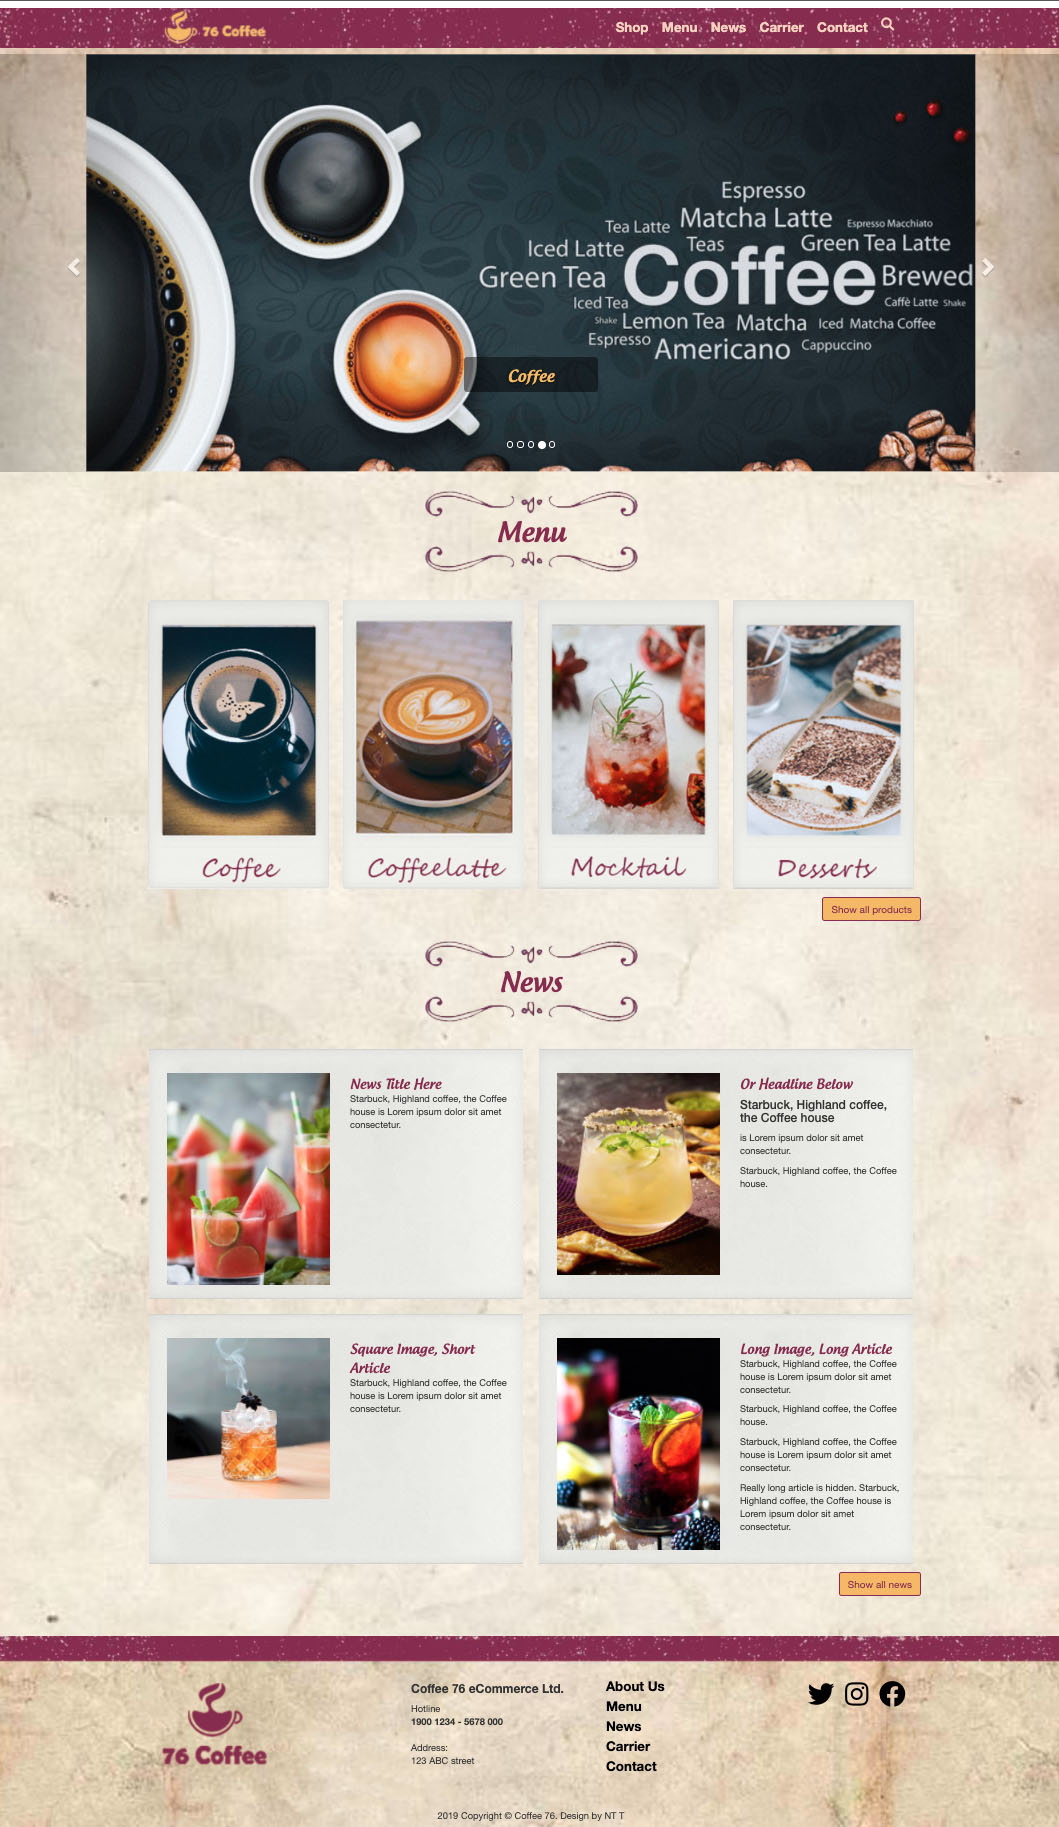 76 Coffee
Shop Menu News Carrier Contact
Espresso
Tea Latte Matcha Latte Espresso Macchiato
Iced Latte Teas Green Tea Latte
Green Tea Coffee Brewed
Iced Tea Caffè Latte Shake
Shake Lemon Tea Matcha Iced Matcha Coffee
Espresso Americano Cappuccino
Coffee
Menu
Coffee
Coffeelatte
Mocktail
Desserts
Show all products
News
News Title Here
Starbuck, Highland coffee, the Coffee
house is Lorem ipsum dolor sit amet
consectetur.
Or Headline Below
Starbuck, Highland coffee,
the Coffee house
is Lorem ipsum dolor sit amet
consectetur.
Starbuck, Highland coffee, the Coffee
house.
Square Image, Short
Article
Starbuck, Highland coffee, the Coffee
house is Lorem ipsum dolor sit amet
consectetur.
Long Image, Long Article
Starbuck, Highland coffee, the Coffee
house is Lorem ipsum dolor sit amet
consectetur.
Starbuck, Highland coffee, the Coffee
house.
Starbuck, Highland coffee, the Coffee
house is Lorem ipsum dolor sit amet
consectetur.
Really long article is hidden. Starbuck,
Highland coffee, the Coffee house is
Lorem ipsum dolor sit amet
consectetur.
Show all news
76 Coffee
Coffee 76 eCommerce Ltd.
Hotline
1900 1234 - 5678 000
Address:
123 ABC street
About Us
Menu
News
Carrier
Contact
2019 Copyright © Coffee 76. Design by NT T